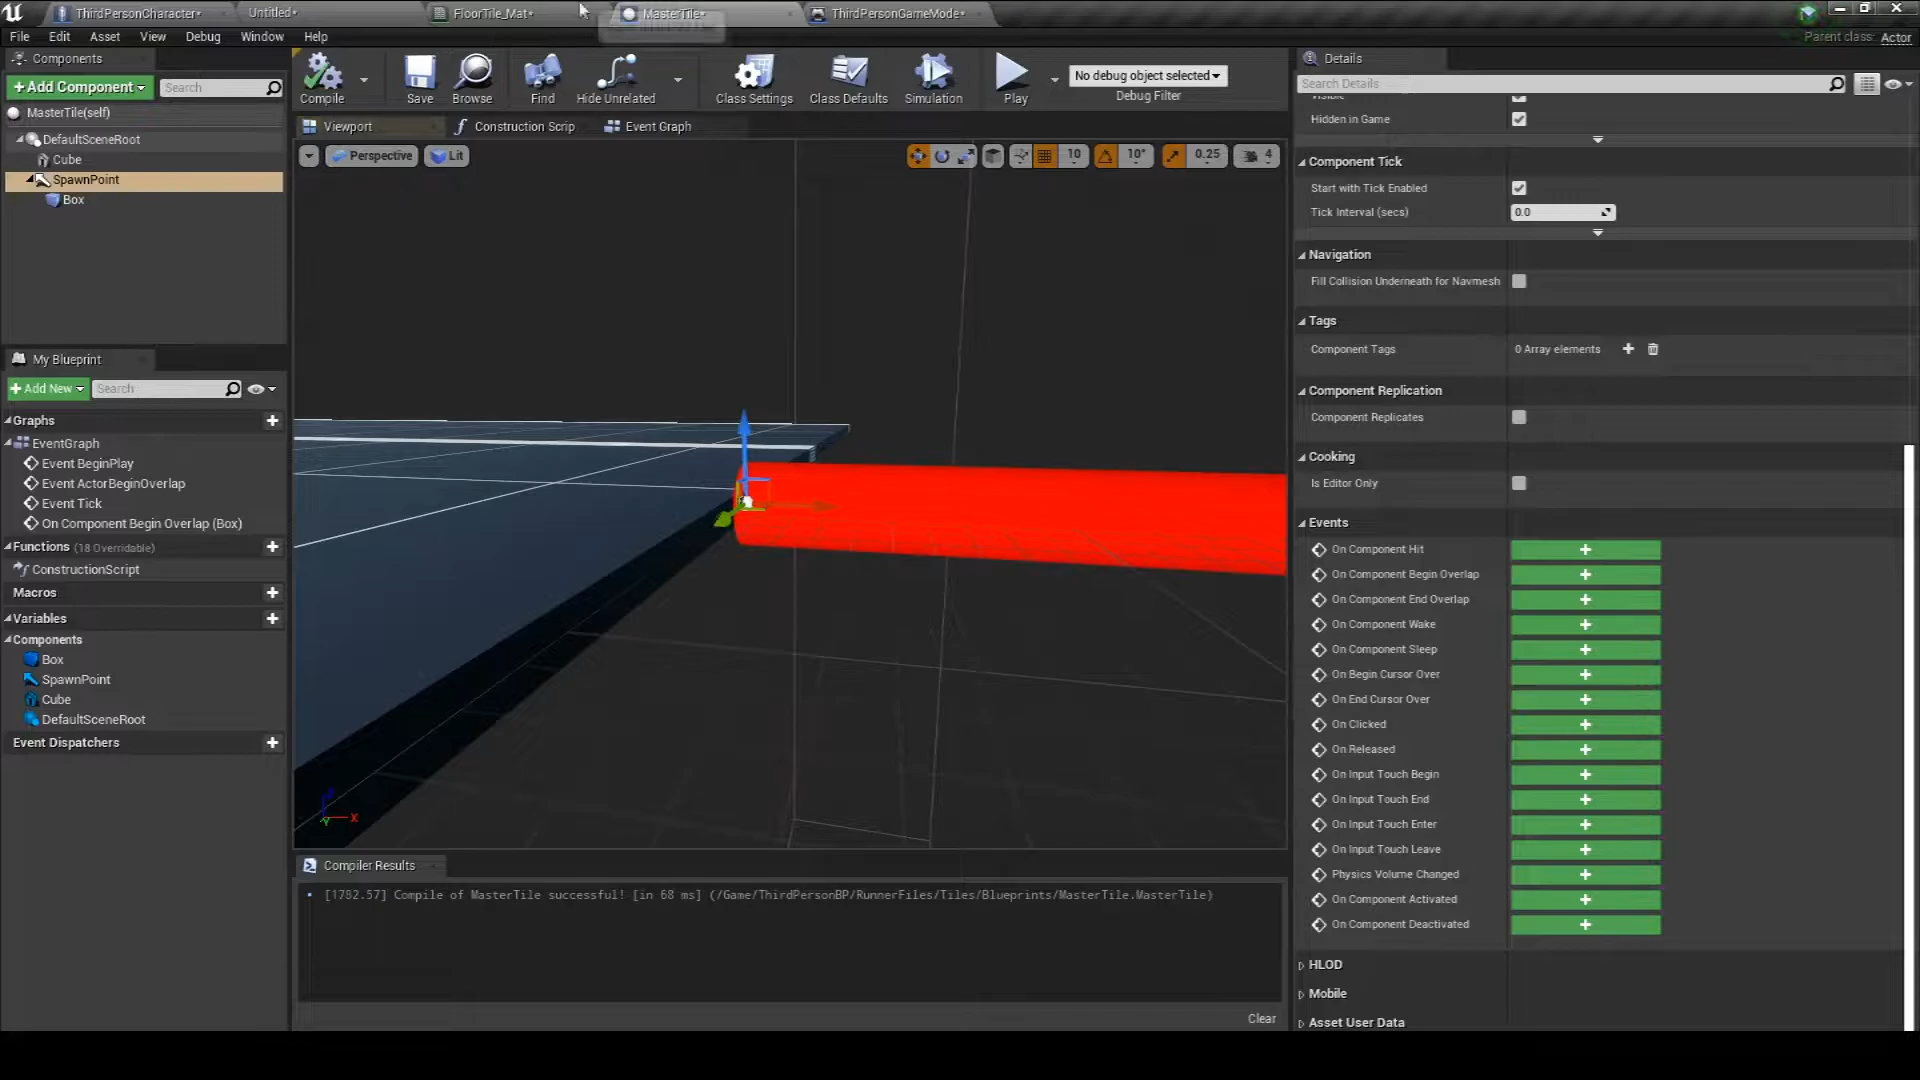 ThirdPersonCharacter*
Untitled*
FloorTile_Mat*
MasterTile*
ThirdPersonGameMode*
File Edit Asset View Debug Window Help
Parent class: Actor
Components
+Add Component
Search
MasterTile(self)
DefaultSceneRoot
Cube
SpawnPoint
Box
My Blueprint
+Add New
Search
Graphs
EventGraph
Event BeginPlay
Event ActorBeginOverlap
Event Tick
On Component Begin Overlap (Box)
Functions (18 Overridable)
ConstructionScript
Macros
Variables
Components
Box
SpawnPoint
Cube
DefaultSceneRoot
Event Dispatchers
Compile
Save
Browse
Find
Hide Unrelated
Class Settings
Class Defaults
Simulation
Play
No debug object selected
Debug Filter
Viewport
Construction Scrip
Event Graph
Perspective
Lit
10
10°
0.25
4
X
Y
Compiler Results
[1782.57] Compile of MasterTile successful! [in 68 ms] (/Game/ThirdPersonBP/RunnerFiles/Tiles/Blueprints/MasterTile.MasterTile)
Clear
Details
Search Details
Visible
Hidden in Game
Component Tick
Start with Tick Enabled
Tick Interval (secs) 0.0
Navigation
Fill Collision Underneath for Navmesh
Tags
Component Tags 0 Array elements
Component Replication
Component Replicates
Cooking
Is Editor Only
Events
On Component Hit
On Component Begin Overlap
On Component End Overlap
On Component Wake
On Component Sleep
On Begin Cursor Over
On End Cursor Over
On Clicked
On Released
On Input Touch Begin
On Input Touch End
On Input Touch Enter
On Input Touch Leave
Physics Volume Changed
On Component Activated
On Component Deactivated
HLOD
Mobile
Asset User Data